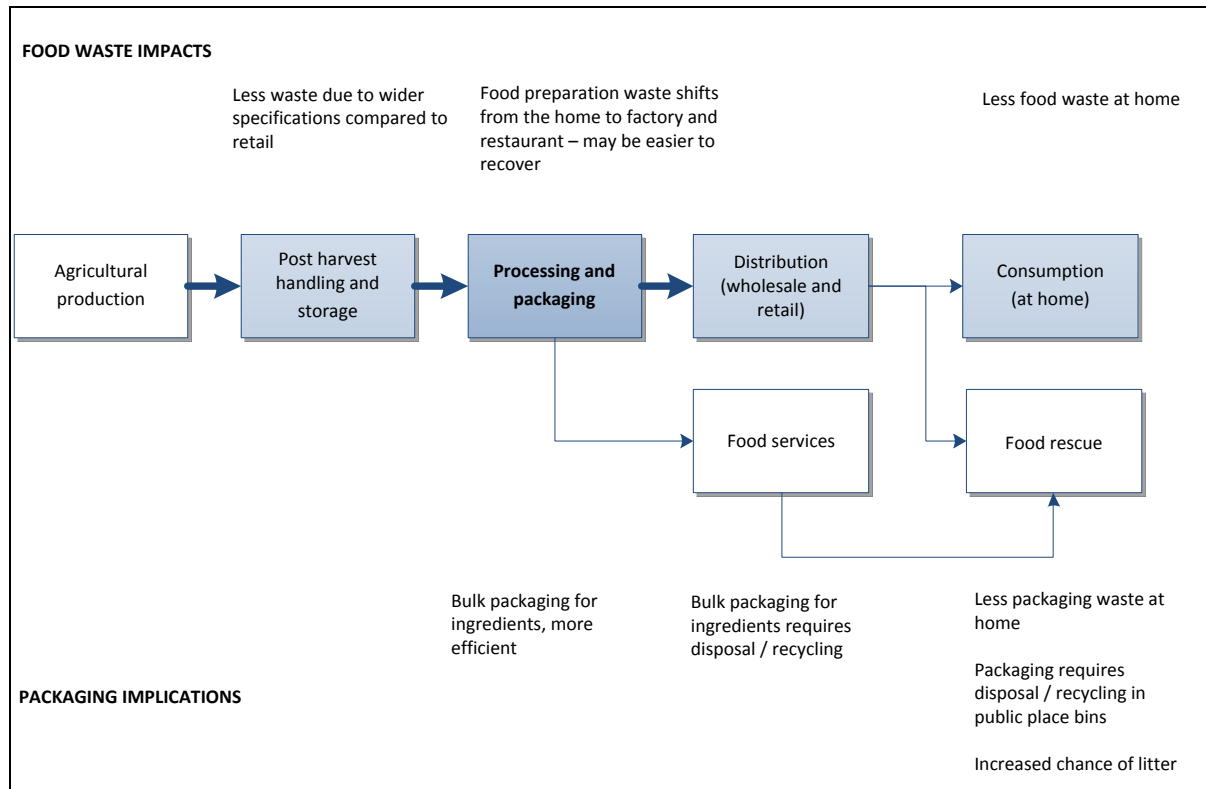 FOOD WASTE IMPACTS
Less waste due to wider
specifications compared to
retail
Food preparation waste shifts
from the home to factory and
restaurant – may be easier to
recover
Less food waste at home
Agricultural
production
Post harvest
handling and
storage
Processing and
packaging
Distribution
(wholesale and
retail)
Consumption
(at home)
Food services
Food rescue
Bulk packaging for
ingredients, more
efficient
Bulk packaging for
ingredients requires
disposal / recycling
Less packaging waste at
home
Packaging requires
disposal / recycling in
public place bins
Increased chance of litter
PACKAGING IMPLICATIONS